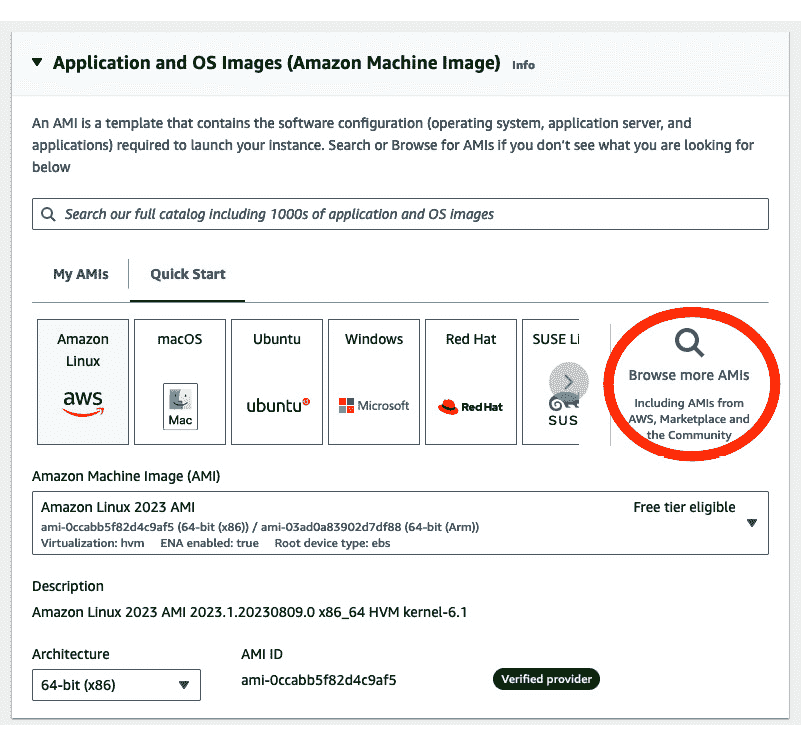 Application and OS Images (Amazon Machine Image) Info
An AMI is a template that contains the software configuration (operating system, application server, and
applications) required to launch your instance. Search or Browse for AMIs if you don't see what you are looking for
below
Search our full catalog including 1000s of application and OS images
My AMIs
Quick Start
Amazon
Linux
aws
macOS
Mac
Ubuntu
ubuntu
Windows
Microsoft
Red Hat
RedHat
SUSE Li
SUS
Browse more AMIs
Including AMIs from
AWS, Marketplace and
the Community
Amazon Machine Image (AMI)
Amazon Linux 2023 AMI
Free tier eligible
ami-0ccabb5f82d4c9af5 (64-bit (x86)) / ami-03ad0a83902d7df88 (64-bit (Arm))
Virtualization: hvm ENA enabled: true Root device type: ebs
Description
Amazon Linux 2023 AMI 2023.1.20230809.0 x86_64 HVM kernel-6.1
Architecture
64-bit (x86)
AMI ID
ami-0ccabb5f82d4c9af5
Verified provider